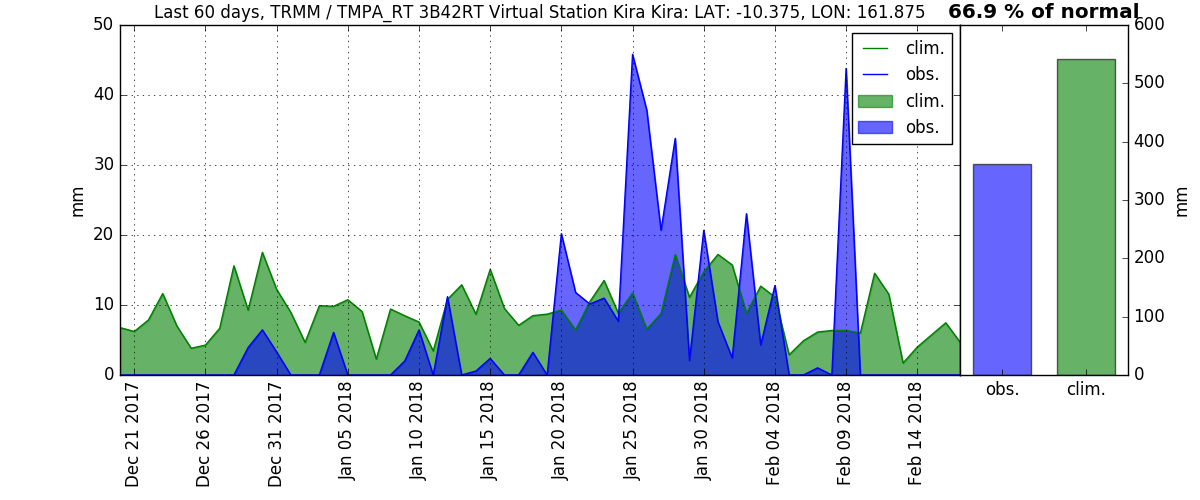 Last 60 days, TRMM / TMPA_RT 3B42RT Virtual Station Kira Kira: LAT: -10.375, LON: 161.875
66.9 % of normal
50
40
30
20
10
0
mm
clim.
obs.
clim.
obs.
600
500
400
300
200
100
0
mm
Dec 21 2017
Dec 26 2017
Dec 31 2017
Jan 05 2018
Jan 10 2018
Jan 15 2018
Jan 20 2018
Jan 25 2018
Jan 30 2018
Feb 04 2018
Feb 09 2018
Feb 14 2018
obs.
clim.